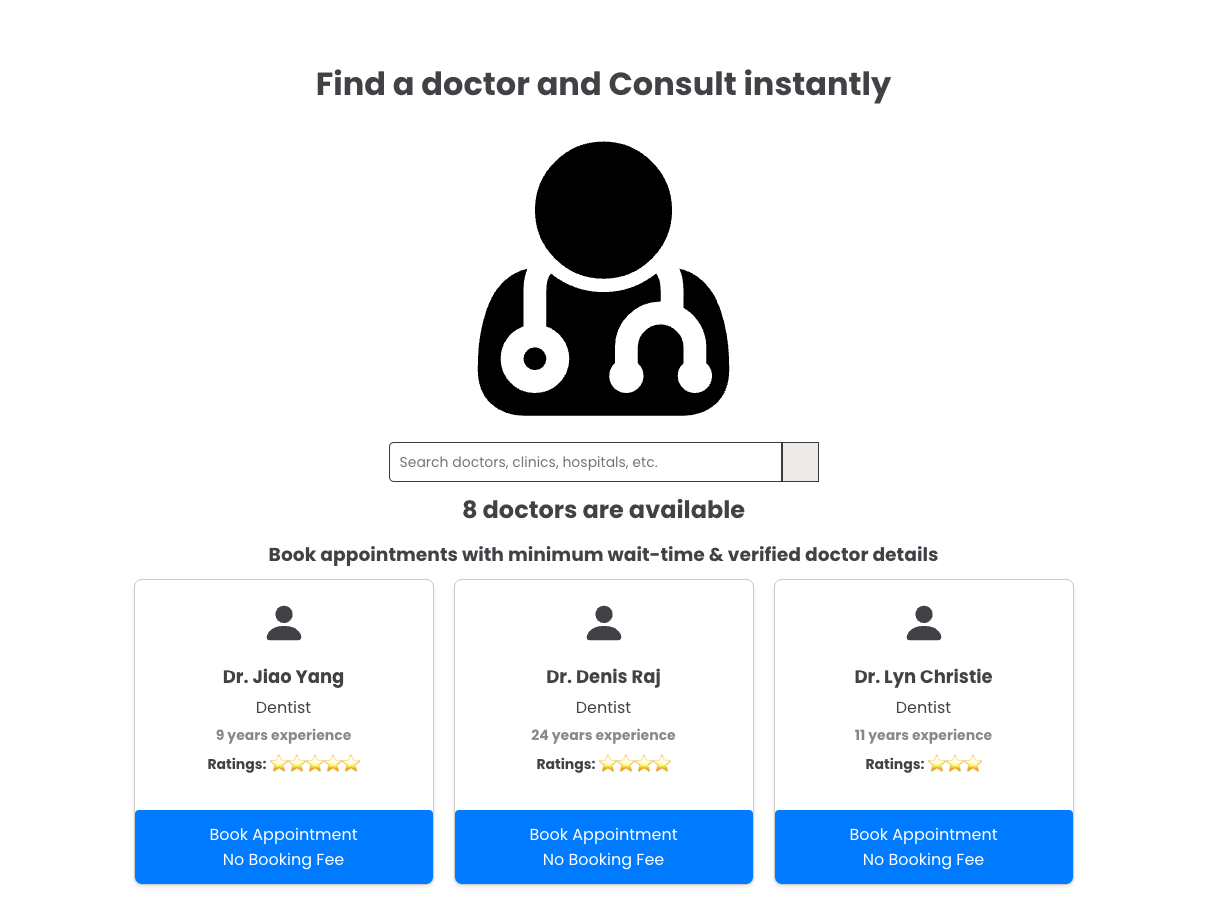 Find a doctor and Consult instantly
Search doctors, clinics, hospitals, etc.
8 doctors are available
Book appointments with minimum wait-time & verified doctor details
Dr. Jiao Yang
Dentist
9 years experience
Ratings: ⭐⭐⭐⭐⭐
Book Appointment
No Booking Fee
Dr. Denis Raj
Dentist
24 years experience
Ratings: ⭐⭐⭐⭐
Book Appointment
No Booking Fee
Dr. Lyn Christie
Dentist
11 years experience
Ratings: ⭐⭐⭐
Book Appointment
No Booking Fee